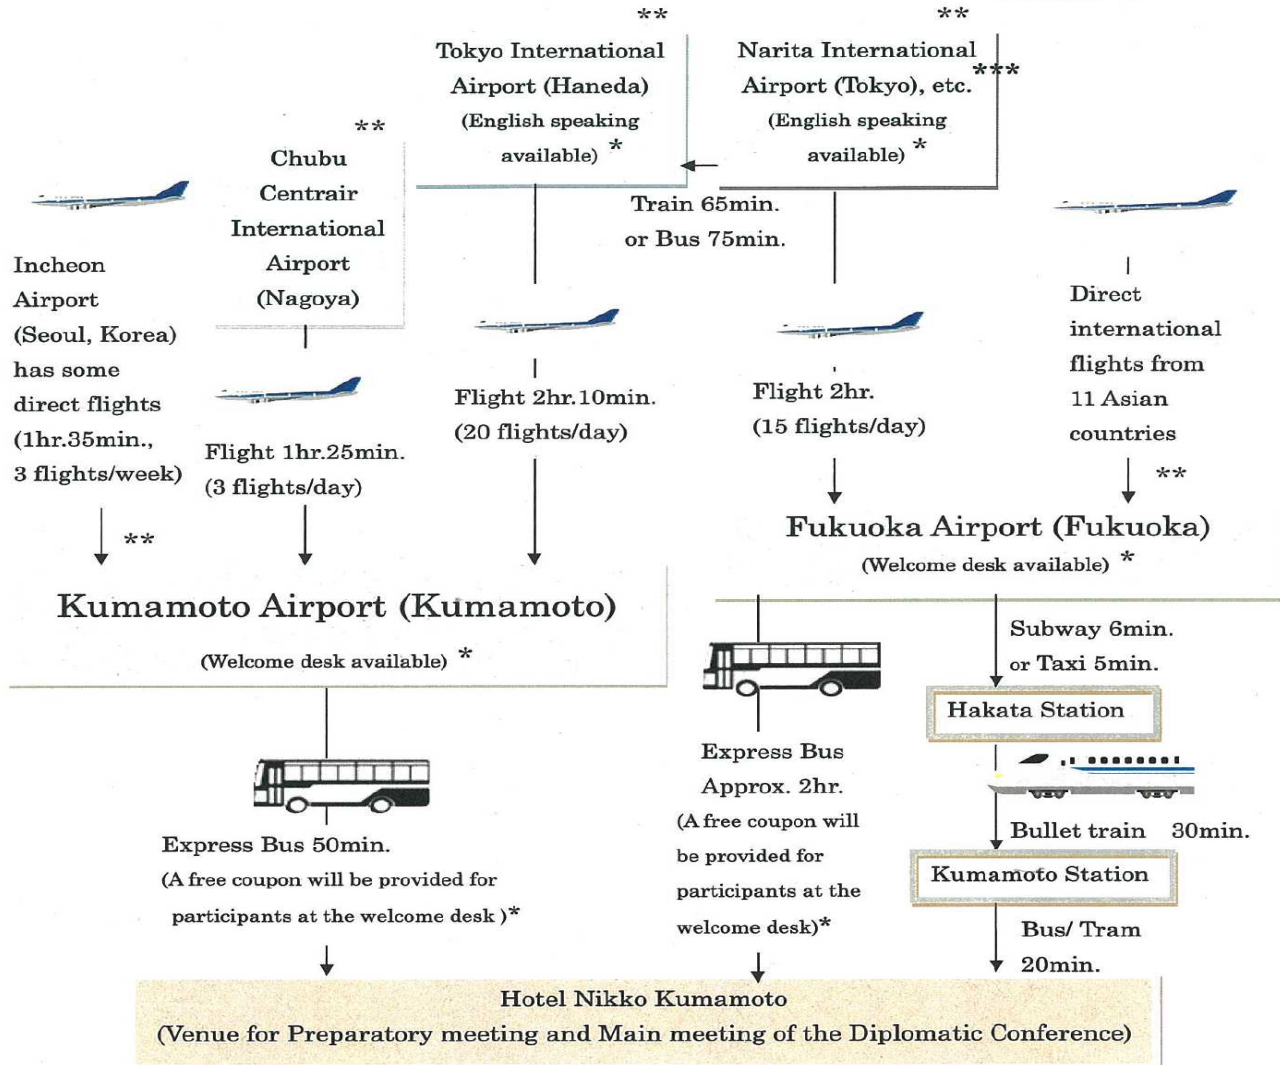 **
Tokyo International
Airport (Haneda)
(English speaking
available) *
**
Narita International
Airport (Tokyo), etc.***
(English speaking
available) *
Train 65min.
or Bus 75min.
**
Chubu
Centrair
International
Airport
(Nagoya)
Incheon
Airport
(Seoul, Korea)
has some
direct flights
(1hr.35min.,
3 flights/week)
**
Flight 1hr.25min.
(3 flights/day)
Flight 2hr.10min.
(20 flights/day)
Flight 2hr.
(15 flights/day)
Direct
international
flights from
11 Asian
countries
**
Kumamoto Airport (Kumamoto)
(Welcome desk available) *
Fukuoka Airport (Fukuoka)
(Welcome desk available) *
Express Bus 50min.
(A free coupon will be provided for
participants at the welcome desk )*
Express Bus
Approx. 2hr.
(A free coupon will
be provided for
participants at the
welcome desk)*
Subway 6min.
or Taxi 5min.
Hakata Station
Bullet train 30min.
Kumamoto Station
Bus/ Tram
20min.
Hotel Nikko Kumamoto
(Venue for Preparatory meeting and Main meeting of the Diplomatic Conference)